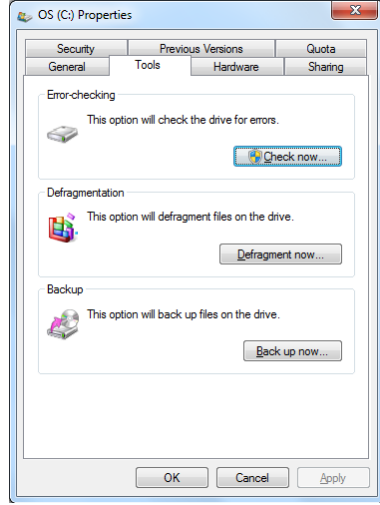 OS (C:) Properties
Security Previous Versions Quota
General Tools Hardware Sharing
Error-checking
This option will check the drive for errors.
Check now...
Defragmentation
This option will defragment files on the drive.
Defragment now...
Backup
This option will back up files on the drive.
Back up now...
OK Cancel Apply